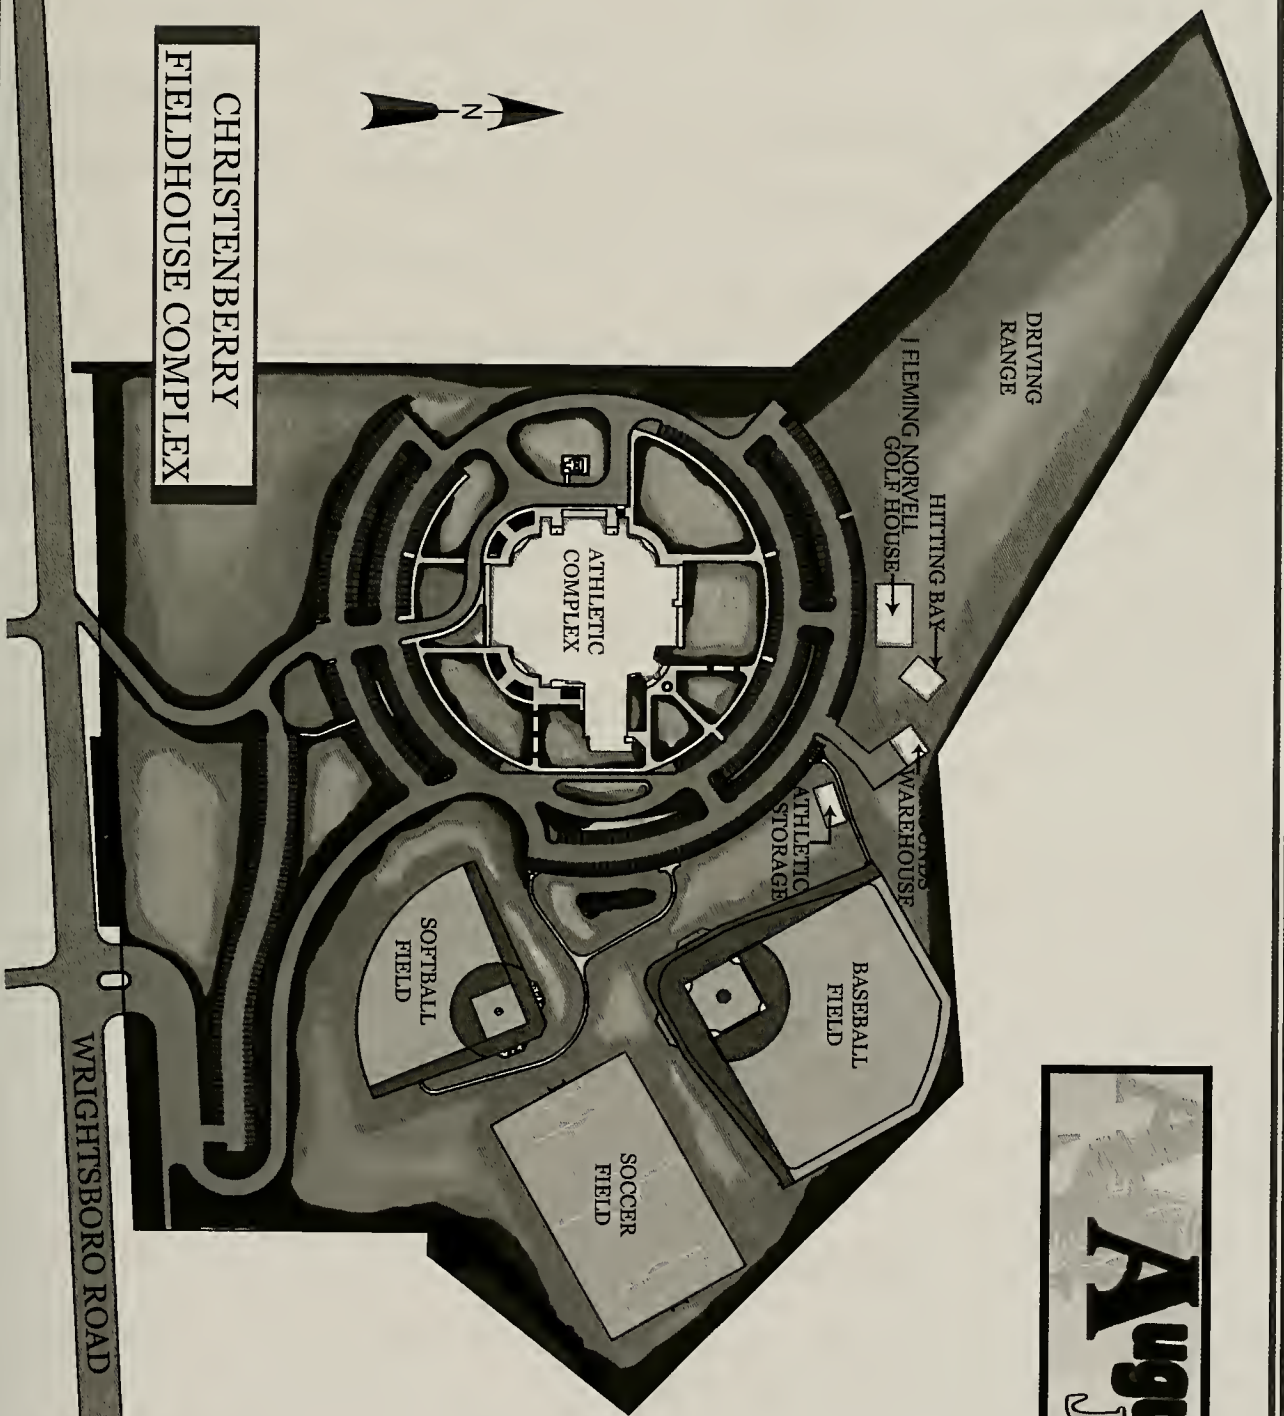 CHRISTENBERRY
FIELDHOUSE COMPLEX
N
DRIVING
RANGE
J FLEMING NORVELL
GOLF HOUSE
HITTING BAY
ATHLETIC
COMPLEX
WAREHOUSE
ATHLETIC
STORAGE
BASEBALL
FIELD
SOFTBALL
FIELD
SOCCER
FIELD
WRIGHTSBORO ROAD